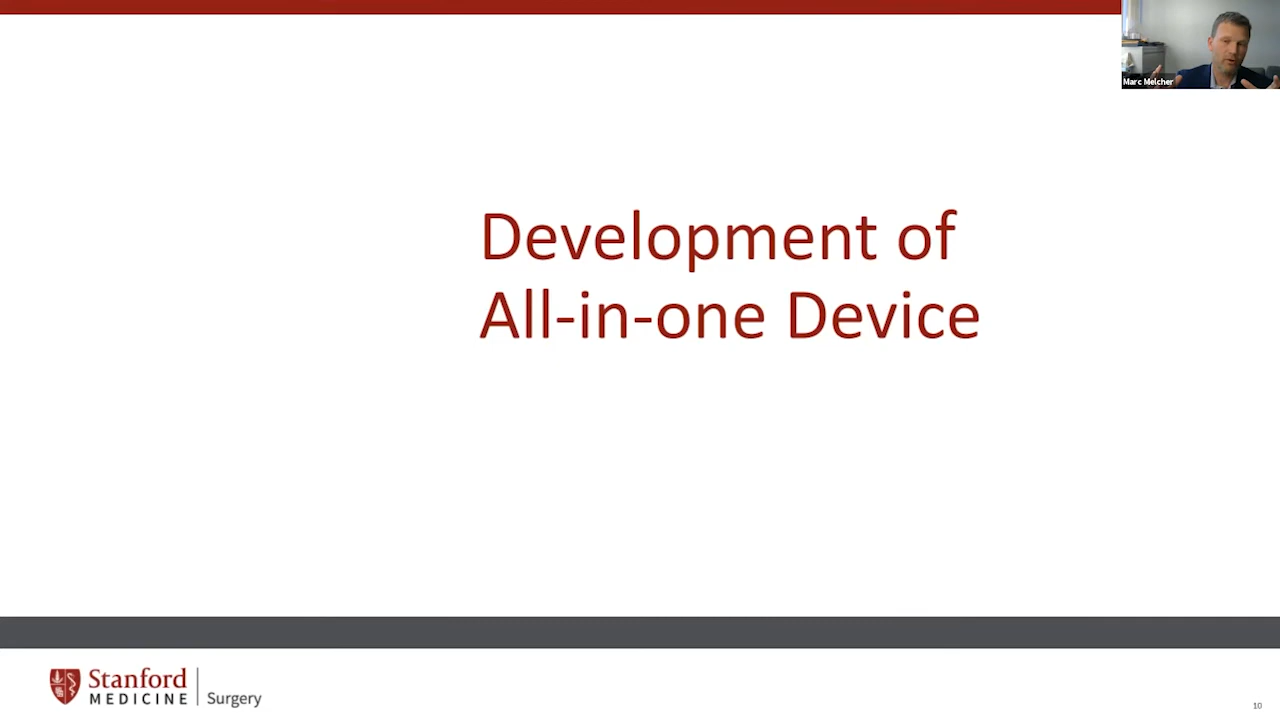 Marc Melcher
Development of
All-in-one Device
Stanford
MEDICINE
Surgery
10